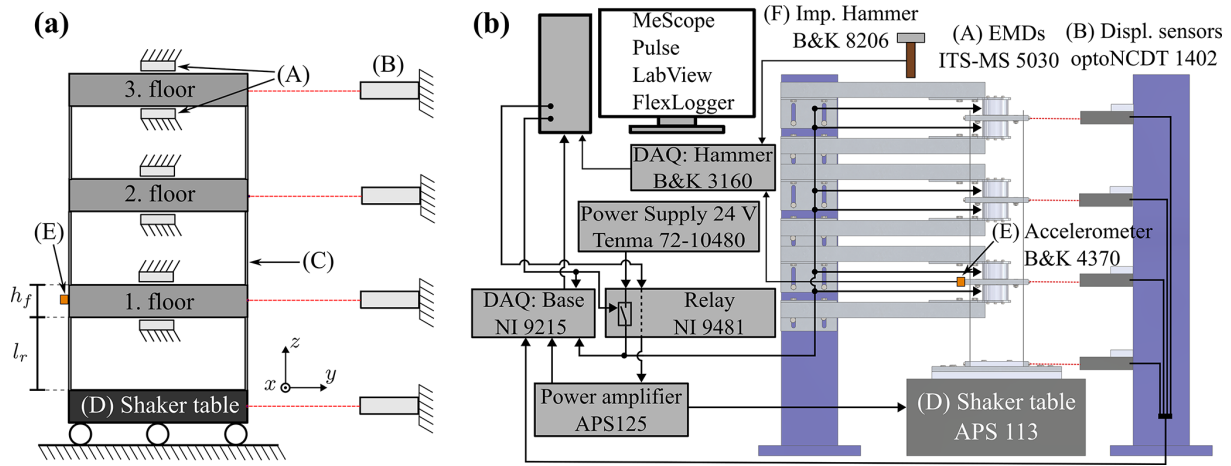 (a)
(A)
(B)
3. floor
2. floor
(E)
(C)
h_f
1. floor
l_r
z
x
y
(D) Shaker table
(b)
MeScope
Pulse
LabView
FlexLogger
(F) Imp. Hammer
B&K 8206
(A) EMDs
ITS-MS 5030
(B) Displ. sensors
optoNCDT 1402
DAQ: Hammer
B&K 3160
Power Supply 24 V
Tenma 72-10480
(E) Accelerometer
B&K 4370
DAQ: Base
NI 9215
Relay
NI 9481
Power amplifier
APS125
(D) Shaker table
APS 113